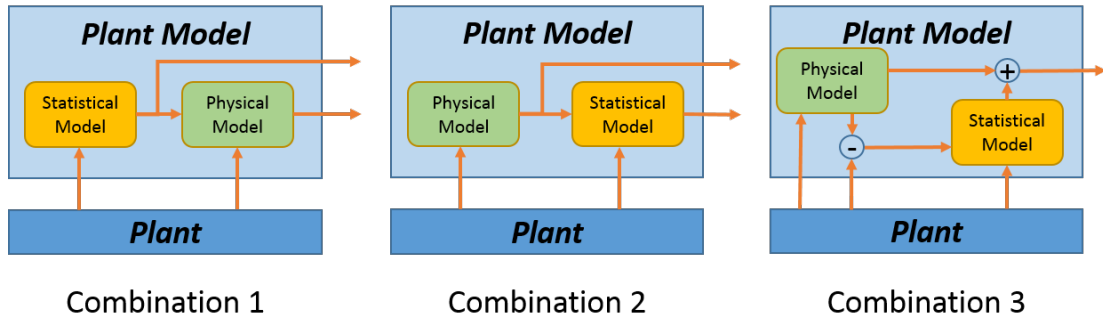 Plant Model
Statistical
Model
Physical
Model
Plant
Combination 1
Plant Model
Physical
Model
Statistical
Model
Plant
Combination 2
Plant Model
Physical
Model
+
-
Statistical
Model
Plant
Combination 3